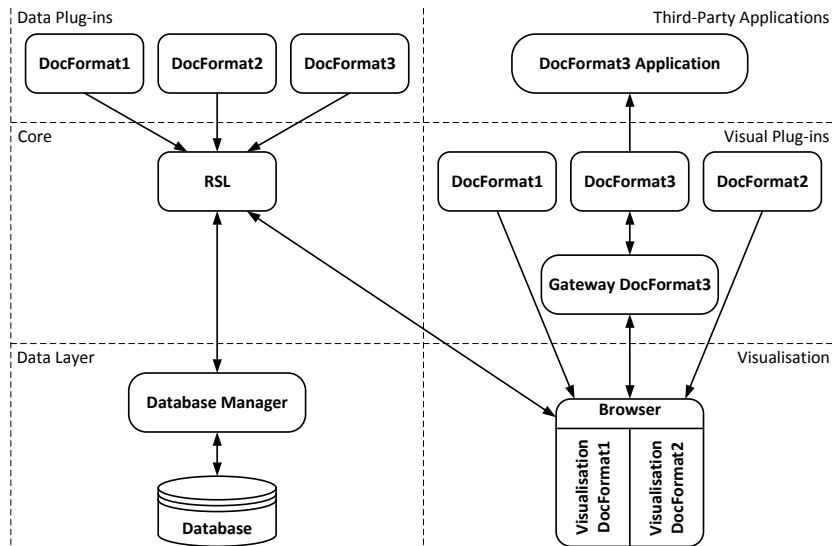 Data Plug-ins
Third-Party Applications
DocFormat1
DocFormat2
DocFormat3
DocFormat3 Application
Core
Visual Plug-ins
RSL
DocFormat1
DocFormat3
DocFormat2
Gateway DocFormat3
Data Layer
Visualisation
Database Manager
Browser
Visualisation
DocFormat1
Visualisation
DocFormat2
Database